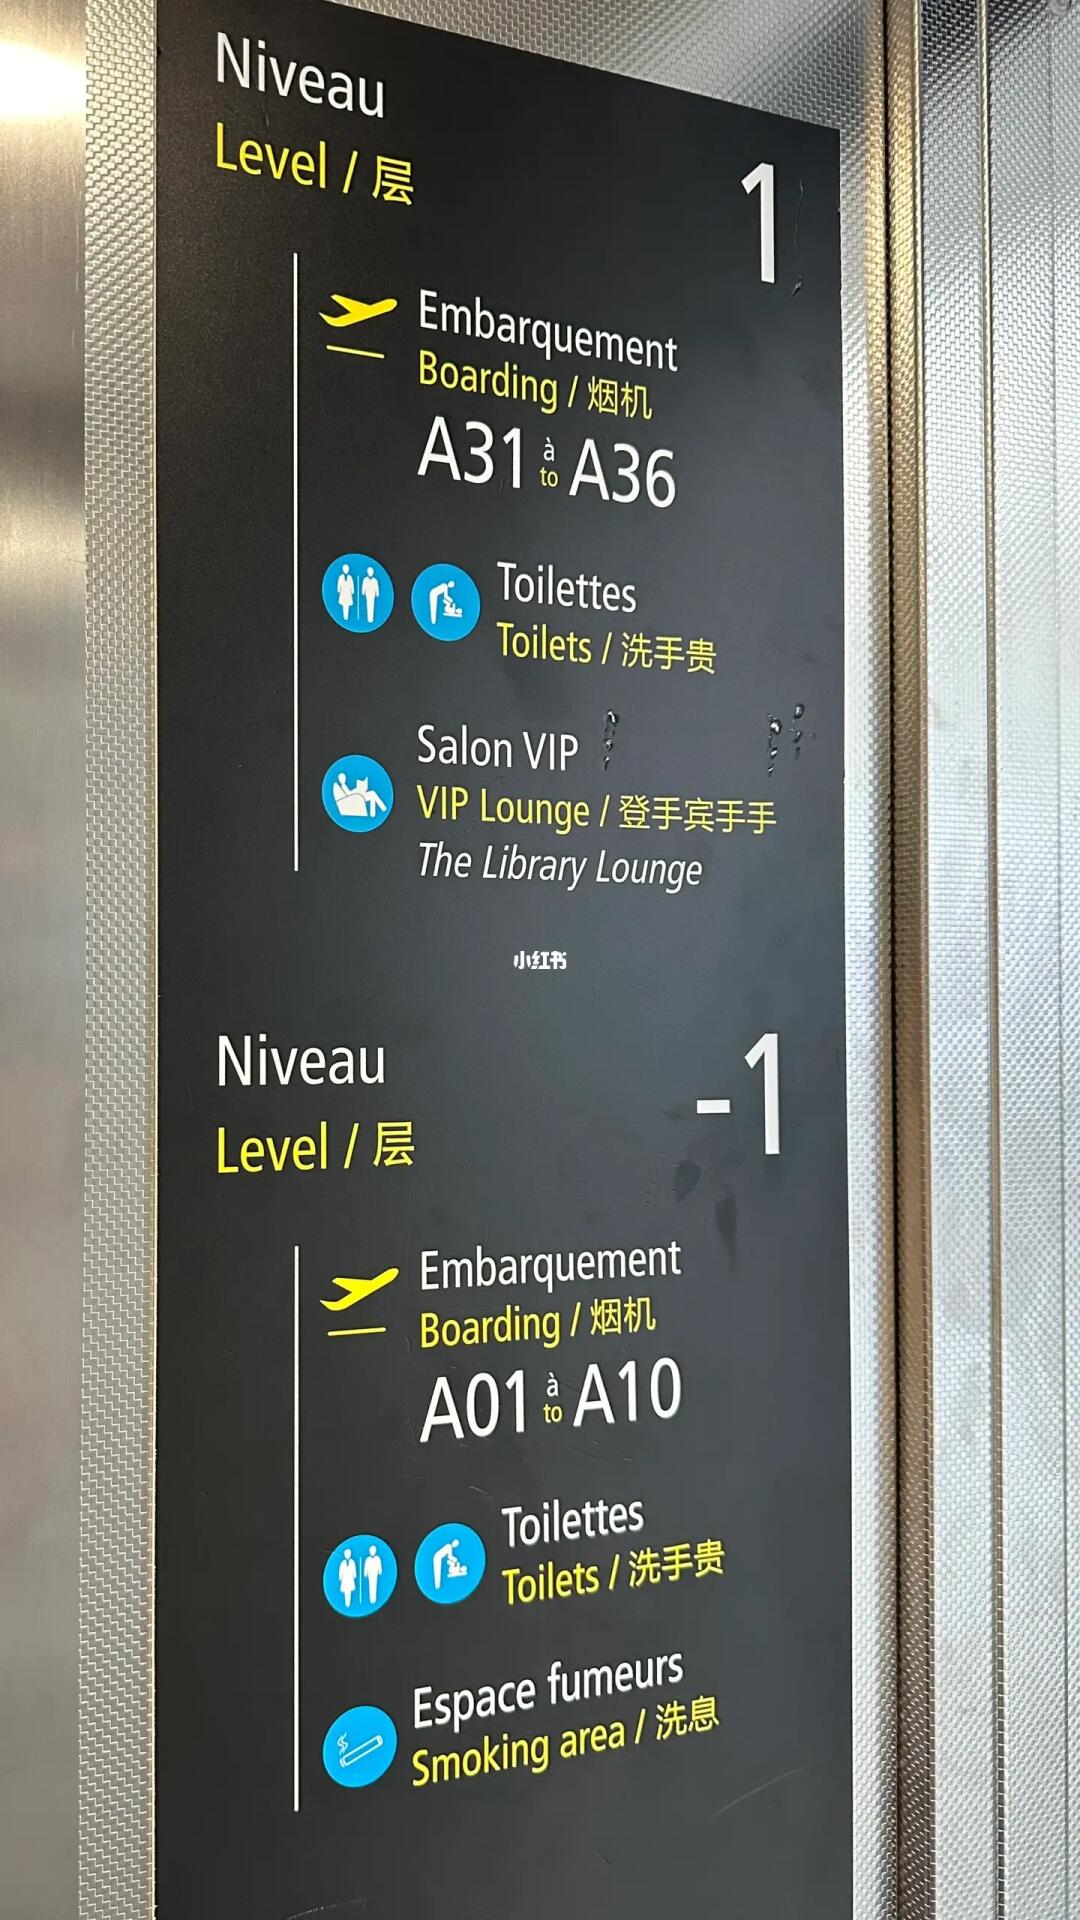 Niveau
Level / 层
1
Embarquement
Boarding / 烟机
A31 à to A36
Toilettes
Toilets / 洗手贵
Salon VIP
VIP Lounge / 登手宾手手
The Library Lounge
小红书
Niveau
Level / 层
-1
Embarquement
Boarding / 烟机
A01 à to A10
Toilettes
Toilets / 洗手贵
Espace fumeurs
Smoking area / 洗息